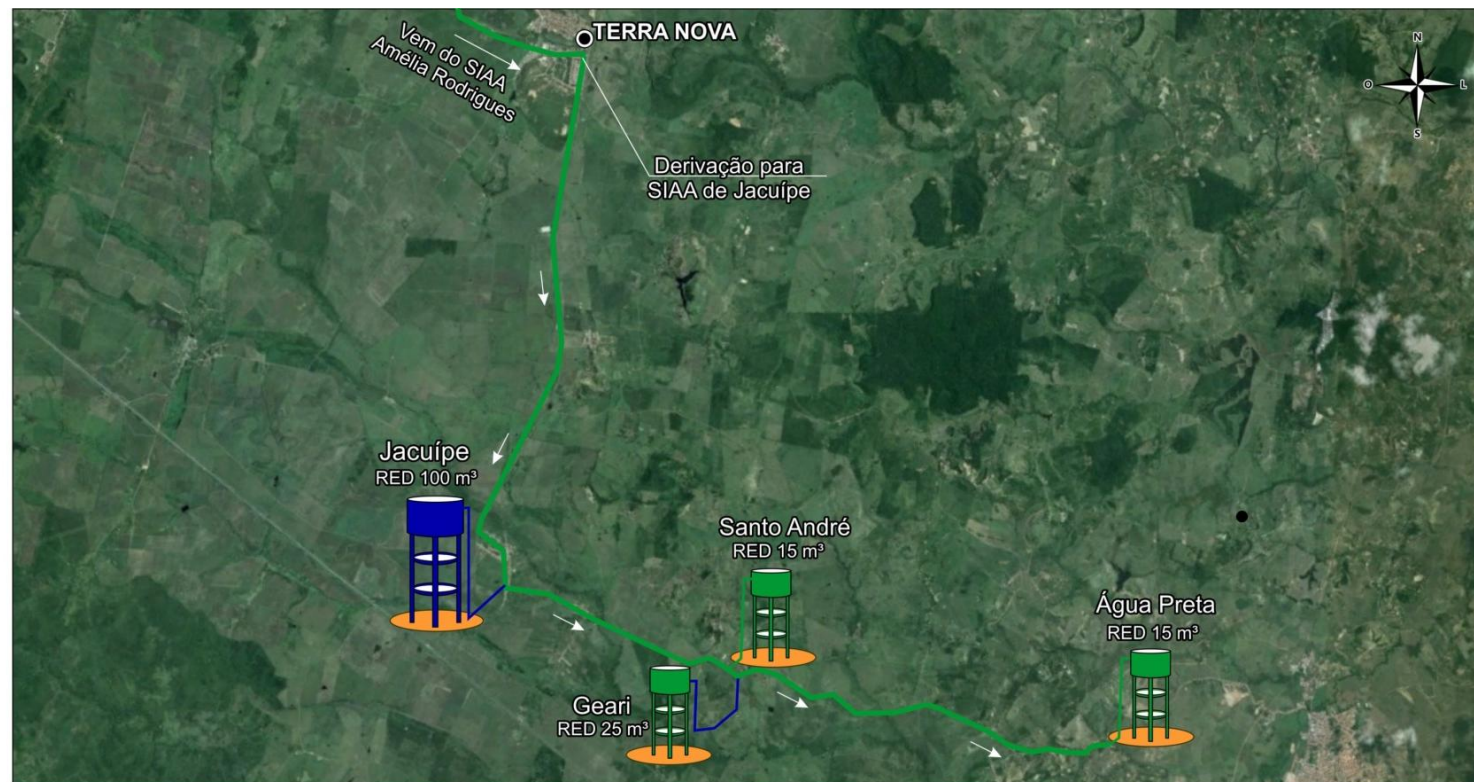 TERRA NOVA
Vem do SIAA
Amélia Rodrigues
N
O
L
S
Derivação para
SIAA de Jacuípe
Jacuípe
RED 100 m³
Santo André
RED 15 m³
Água Preta
RED 15 m³
Geari
RED 25 m³